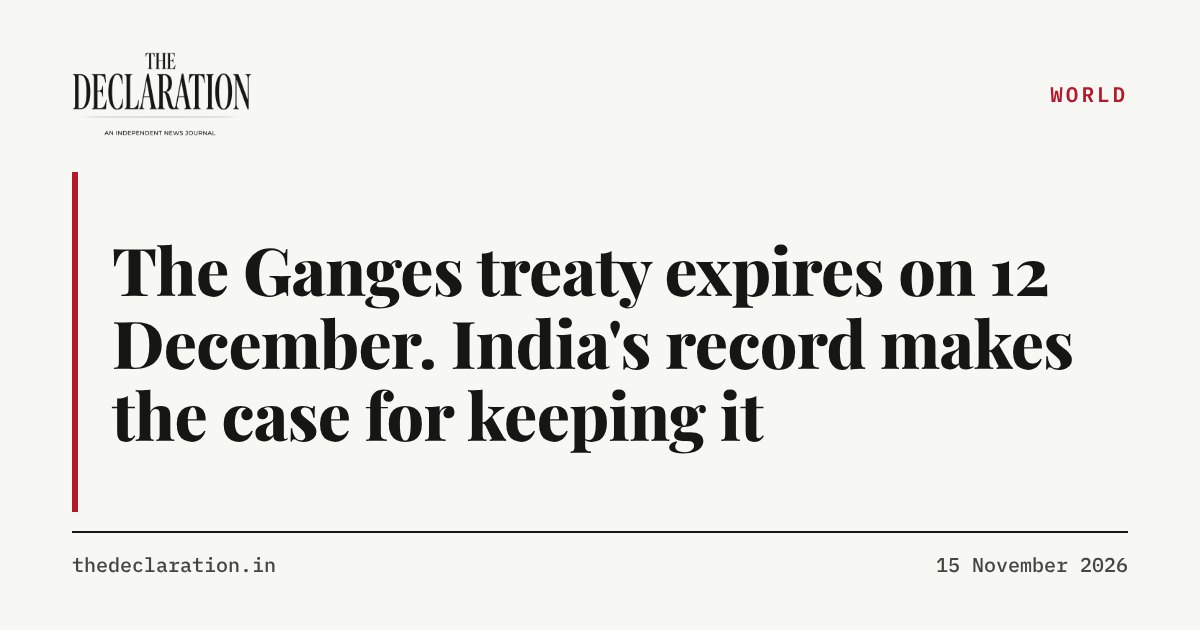 THE
DECLARATION
AN INDEPENDENT NEWS JOURNAL
WORLD
The Ganges treaty expires on 12
December. India's record makes
the case for keeping it
thedeclaration.in
15 November 2026